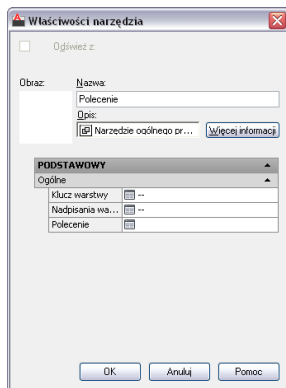 Właściwości narzędzia
Odśwież z:
Obraz:
Nazwa:
Polecenie
Opis:
Narzędzie ogólnego pr...
Więcej informacji
PODSTAWOWY
Ogólne
Klucz warstwy --
Nadpisania wa... --
Polecenie
OK Anuluj Pomoc